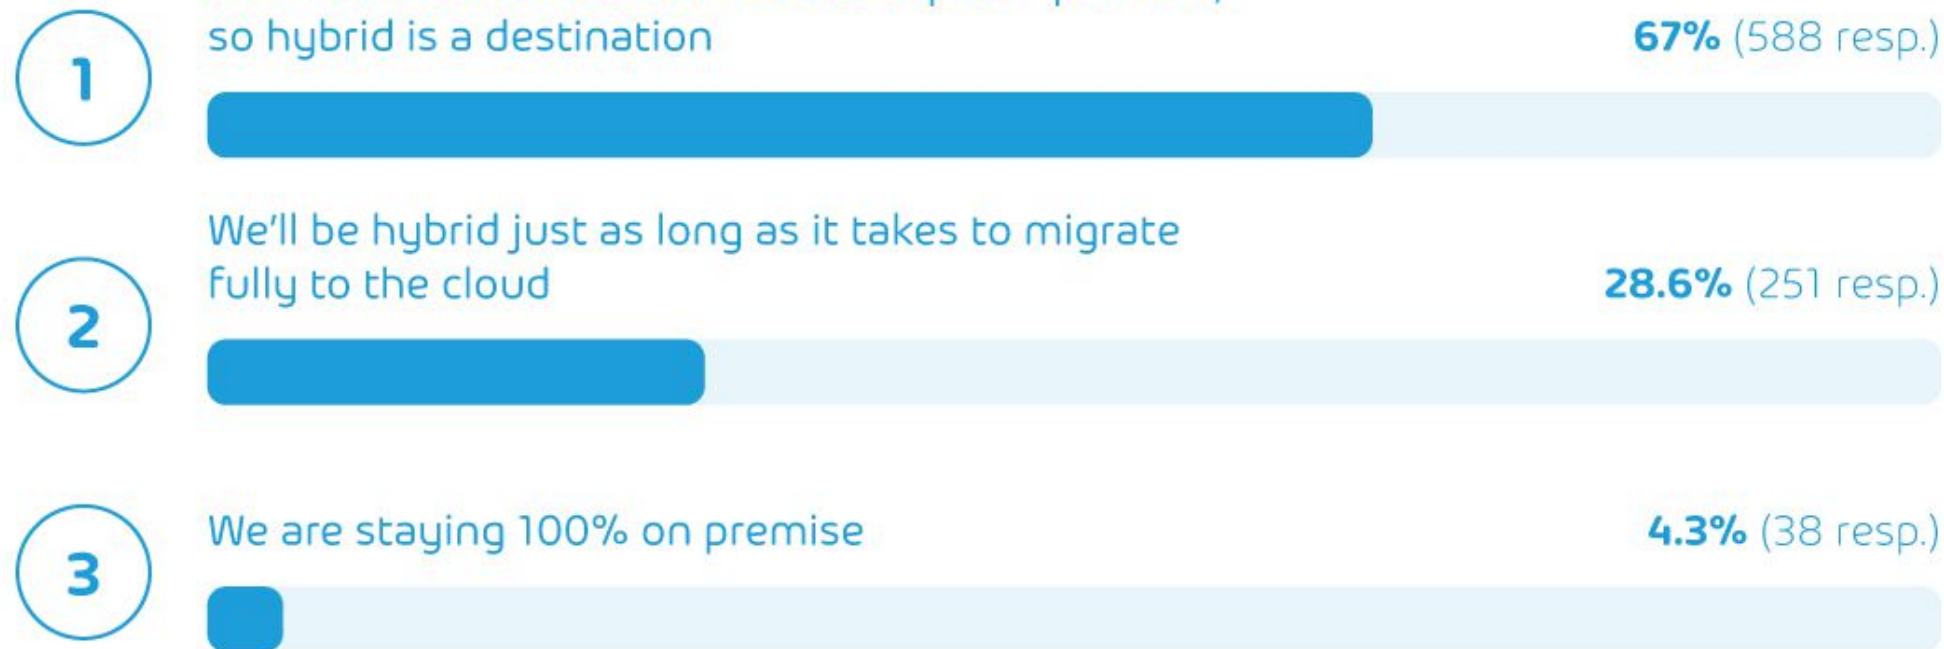 1
so hybrid is a destination
67% (588 resp.)
2
We'll be hybrid just as long as it takes to migrate
fully to the cloud
28.6% (251 resp.)
3
We are staying 100% on premise
4.3% (38 resp.)